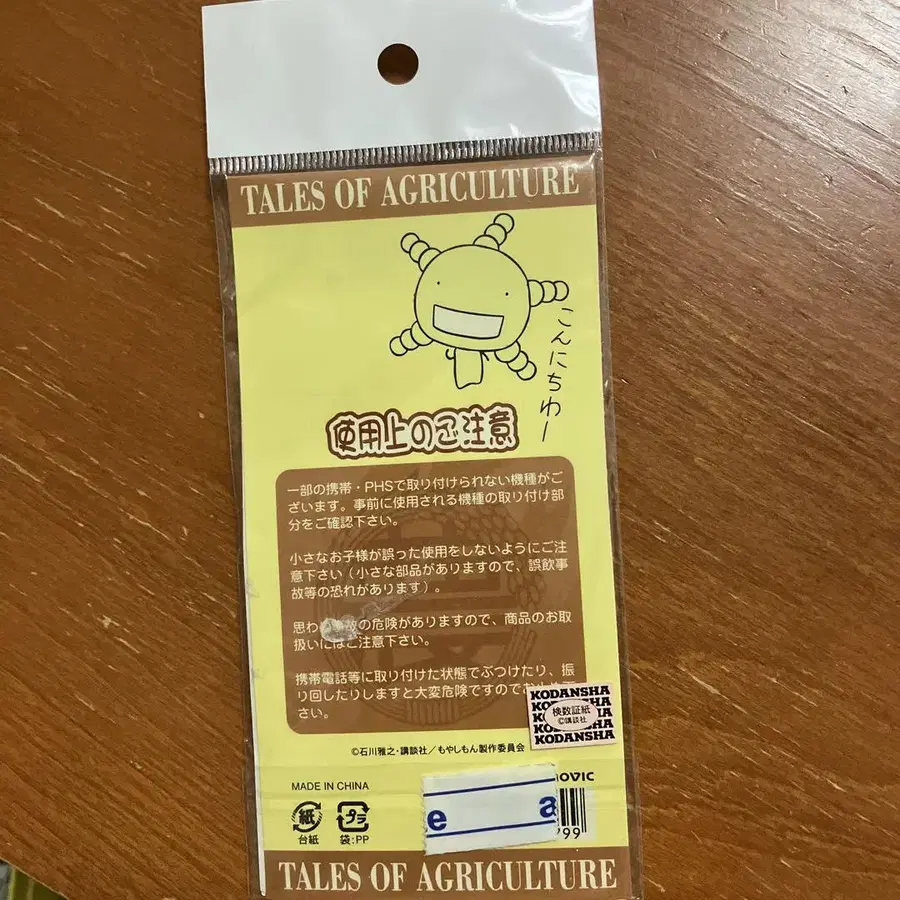 TALES OF AGRICULTURE
こんにちわー
使用上のご注意
一部の携帯・PHSで取り付けられない機種がご
ざいます。事前に使用される機種の取り付け部
分をご確認下さい。
小さなお子様が誤った使用をしないようにご注
意下さい(小さな部品がありますので、誤飲事
故等の恐れがあります)。
思わ 故の危険がありますので、商品のお取
扱いにはご注意下さい。
携帯電話等に取り付けた状態でぶつけたり、振
り回したりしますと大変危険ですので
さい。
KODANSHA
検数証紙
©講談社
KODANSHA
©石川雅之・講談社/もやしもん製作委員会
MADE IN CHINA
紙
台紙
プラ
袋:PP
e
a
99
TALES OF AGRICULTURE